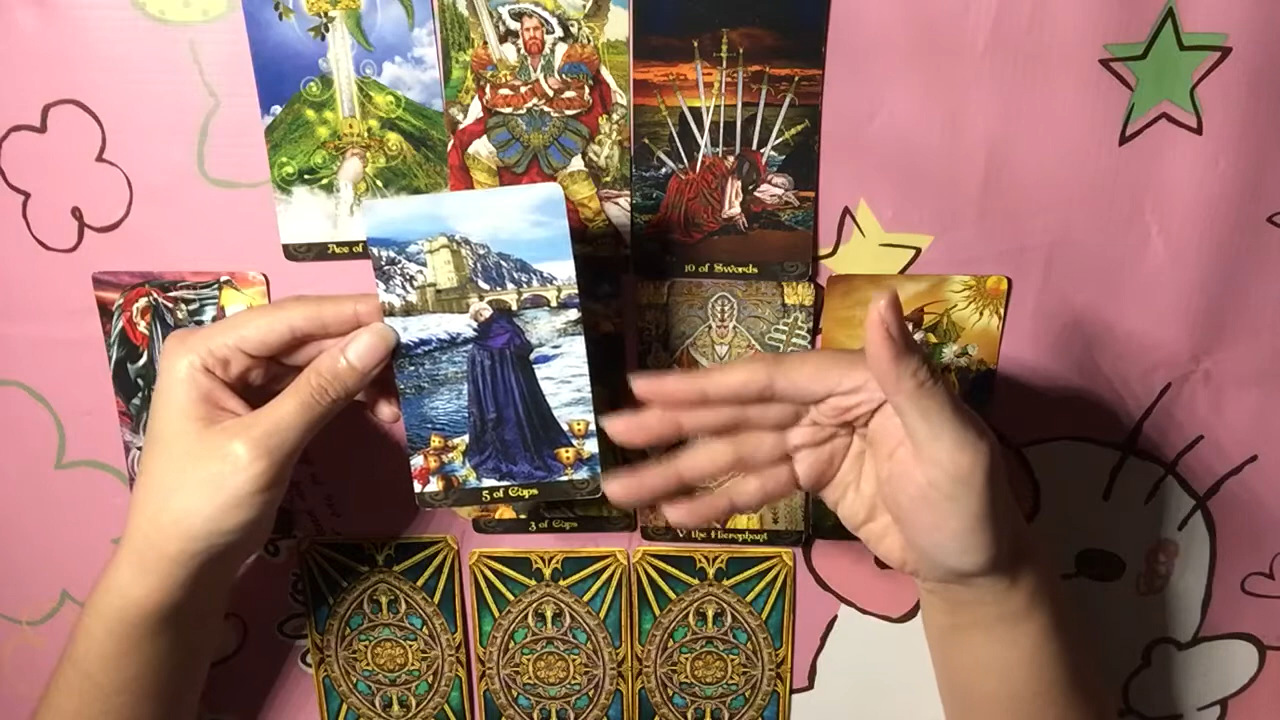 Ace of
10 of Swords
5 of Cups
3 of Cups
V. the Hierophant